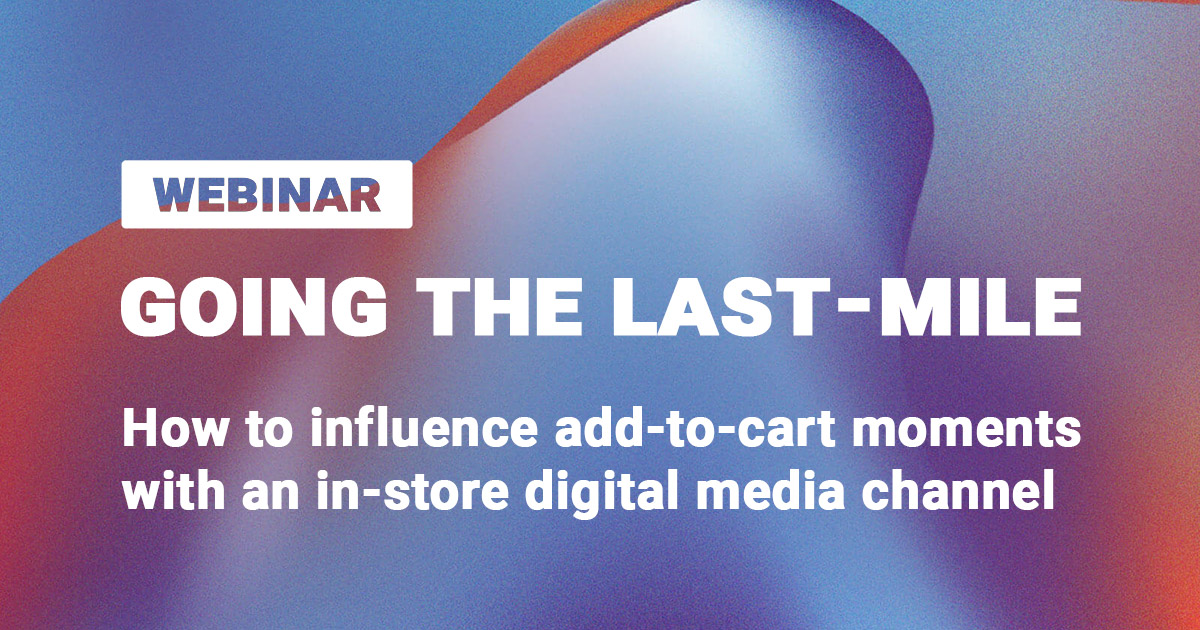 WEBINAR
GOING THE LAST-MILE
How to influence add-to-cart moments
with an in-store digital media channel